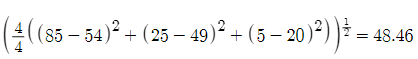 (4/4((85 − 54)² + (25 − 49)² + (5 − 20)²))^½ = 48.46